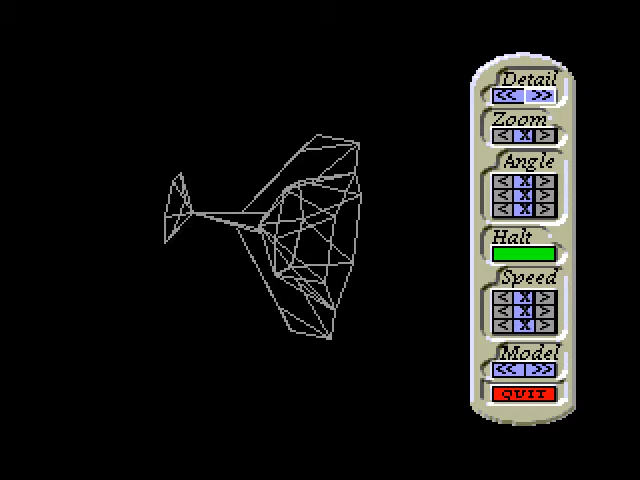 Detail
<< >>
Zoom
< X >
Angle
< X >
< X >
< X >
Halt
Speed
< X >
< X >
< X >
Model
<< >>
QUIT